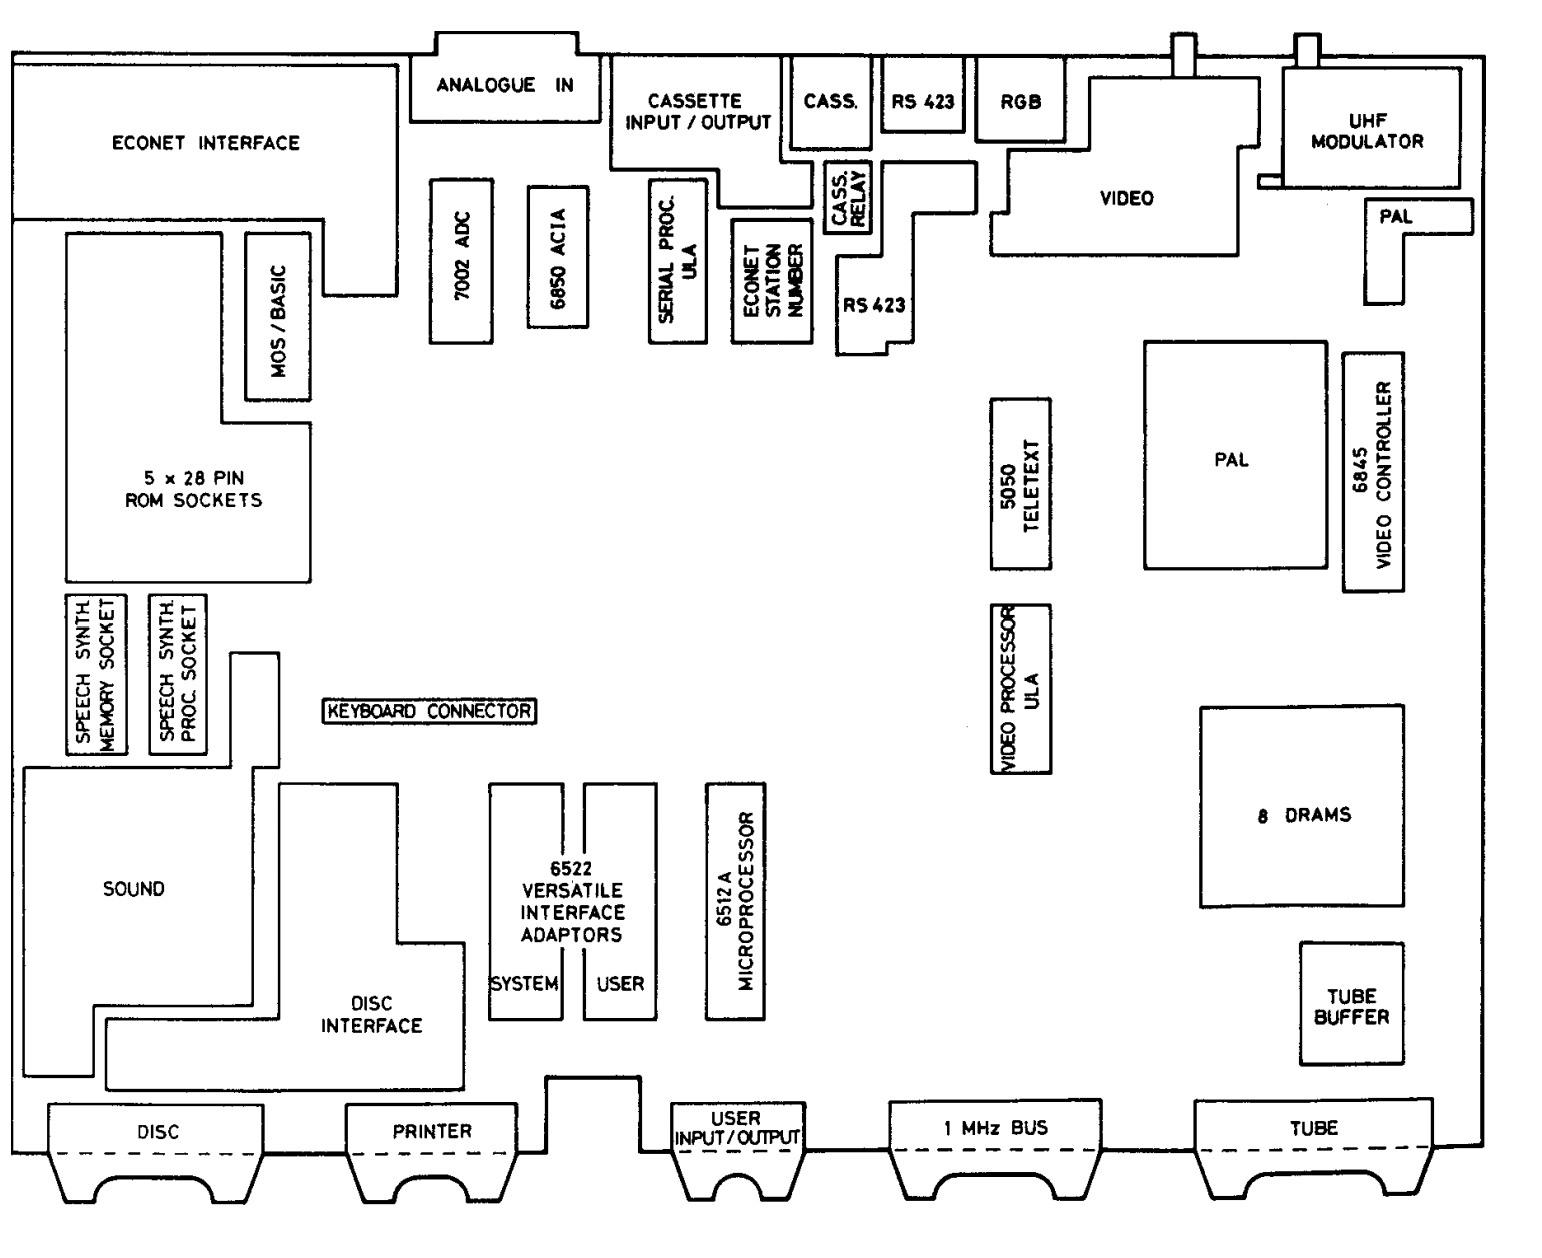 ANALOGUE IN
CASSETTE
INPUT / OUTPUT
CASS.
RS 423
RGB
UHF
MODULATOR
ECONET INTERFACE
VIDEO
PAL
CASS.
RELAY
7002 ADC
6850 ACIA
SERIAL PROC.
ULA
ECONET
STATION
NUMBER
RS 423
MOS / BASIC
5 x 28 PIN
ROM SOCKETS
5050
TELETEXT
PAL
6845
VIDEO CONTROLLER
SPEECH SYNTH.
MEMORY SOCKET
SPEECH SYNTH.
PROC. SOCKET
KEYBOARD CONNECTOR
VIDEO PROCESSOR
ULA
8 DRAMS
SOUND
6522
VERSATILE
INTERFACE
ADAPTORS
SYSTEM
USER
6512A
MICROPROCESSOR
DISC
INTERFACE
TUBE
BUFFER
DISC
PRINTER
USER
INPUT / OUTPUT
1 MHz BUS
TUBE